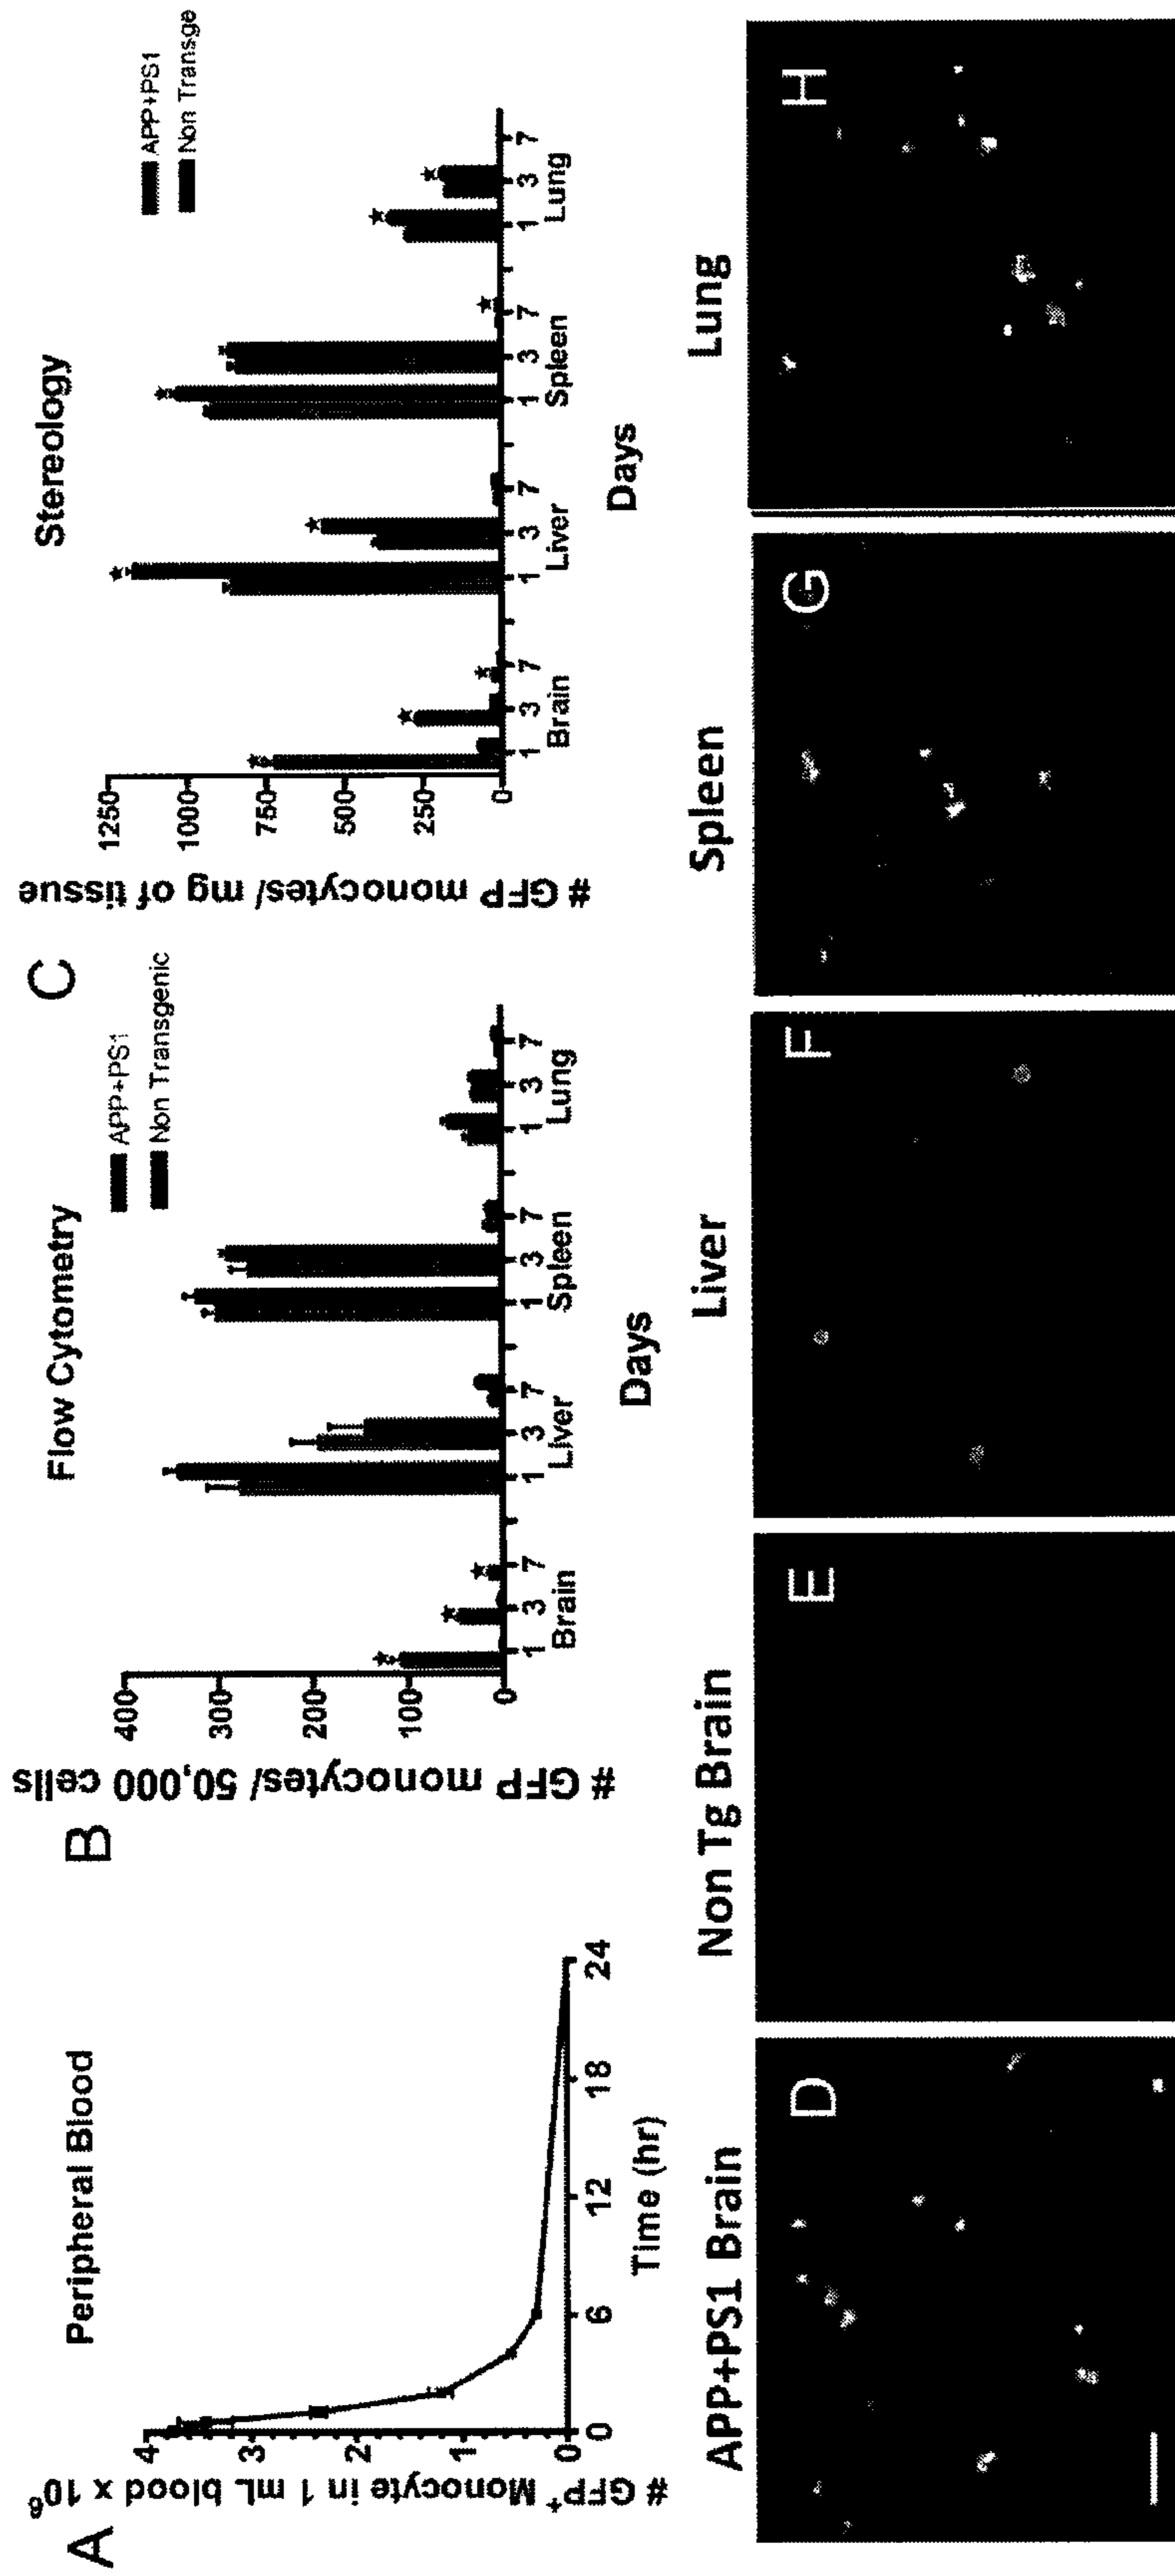 A
Peripheral Blood
# GFP⁺ Monocyte in 1 mL blood x 10⁶
4
3
2
1
0
0 6 12 18 24
Time (hr)
B
Flow Cytometry
APP+PS1
Non Transgenic
# GFP monocytes/ 50,000 cells
400
300
200
100
0
1 3 7 1 3 7 1 3 7 1 3 7
Brain Liver Spleen Lung
Days
C
Stereology
APP+PS1
Non Transge
# GFP monocytes/ mg of tissue
1250
1000
750
500
250
0
1 3 7 1 3 7 1 3 7 1 3 7
Brain Liver Spleen Lung
Days
APP+PS1 Brain
D
Non Tg Brain
E
Liver
F
Spleen
G
Lung
H